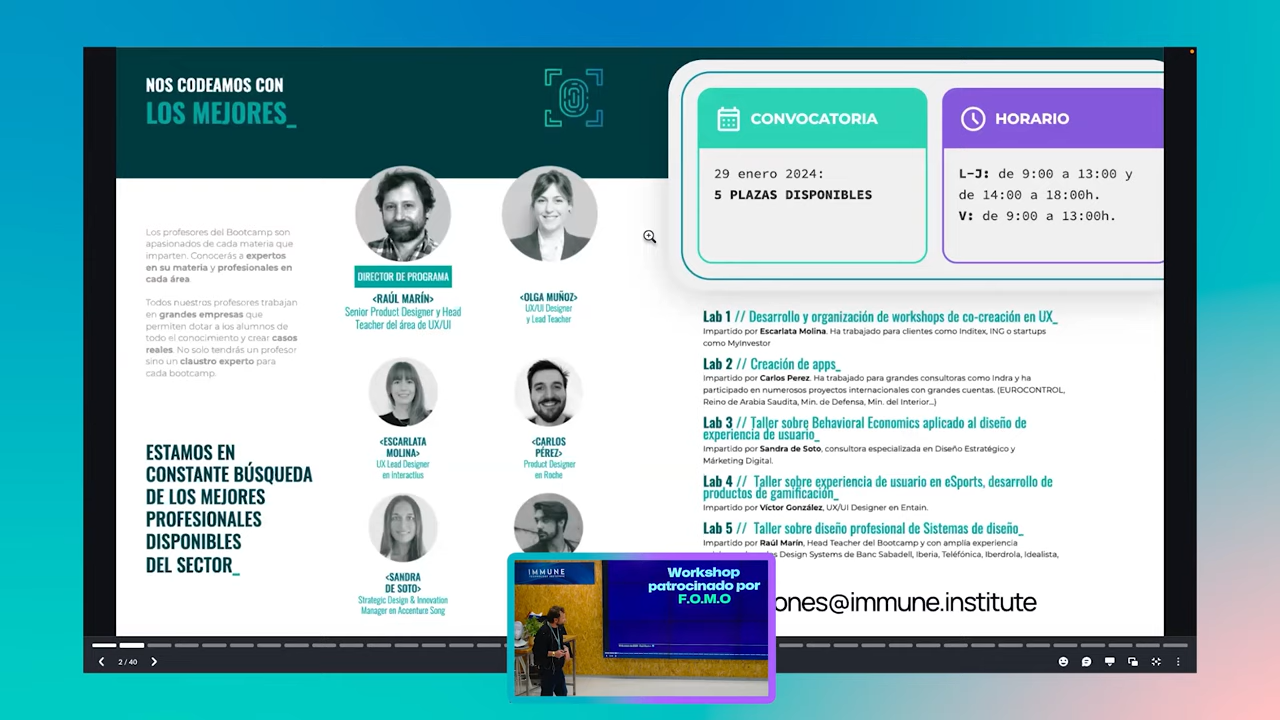 NOS CODEAMOS CON
LOS MEJORES_
CONVOCATORIA
29 enero 2024:
5 PLAZAS DISPONIBLES
HORARIO
L-J: de 9:00 a 13:00 y
de 14:00 a 18:00h.
V: de 9:00 a 13:00h.
Los profesores del Bootcamp son
apasionados de cada materia que
imparten. Conocerás a expertos
en su materia y profesionales en
cada área.
Todos nuestros profesores trabajan
en grandes empresas que
permiten dotar a los alumnos de
todo el conocimiento y crear casos
reales. No solo tendrás un profesor
sino un claustro experto para
cada bootcamp.
ESTAMOS EN
CONSTANTE BÚSQUEDA
DE LOS MEJORES
PROFESIONALES
DISPONIBLES
DEL SECTOR_
DIRECTOR DE PROGRAMA
<RAÚL MARÍN>
Senior Product Designer y Head
Teacher del área de UX/UI
<OLGA MUÑOZ>
UX/UI Designer
y Lead Teacher
<ESCARLATA
MOLINA>
UX Lead Designer
en Interactius
<CARLOS
PÉREZ>
Product Designer
en Roche
<SANDRA
DE SOTO>
Strategic Design & Innovation
Manager en Accenture Song
Lab 1 // Desarrollo y organización de workshops de co-creación en UX_
Impartido por Escarlata Molina. Ha trabajado para clientes como Inditex, ING o startups
como MyInvestor
Lab 2 // Creación de apps_
Impartido por Carlos Perez. Ha trabajado para grandes consultoras como Indra y ha
participado en numerosos proyectos internacionales con grandes cuentas. (EUROCONTROL,
Reino de Arabia Saudita, Min. de Defensa, Min. del Interior...)
Lab 3 // Taller sobre Behavioral Economics aplicado al diseño de
experiencia de usuario_
Impartido por Sandra de Soto, consultora especializada en Diseño Estratégico y
Márketing Digital.
Lab 4 // Taller sobre experiencia de usuario en eSports, desarrollo de
productos de gamificación_
Impartido por Víctor González, UX/UI Designer en Entain.
Lab 5 // Taller sobre diseño profesional de Sistemas de diseño_
Impartido por Raúl Marín, Head Teacher del Bootcamp y con amplia experiencia
Design Systems de Banc Sabadell, Iberia, Teléfónica, Iberdrola, Idealista,
ones@immune.institute
IMMUNE
Workshop
patrocinado por
F.O.M.O
2 / 40